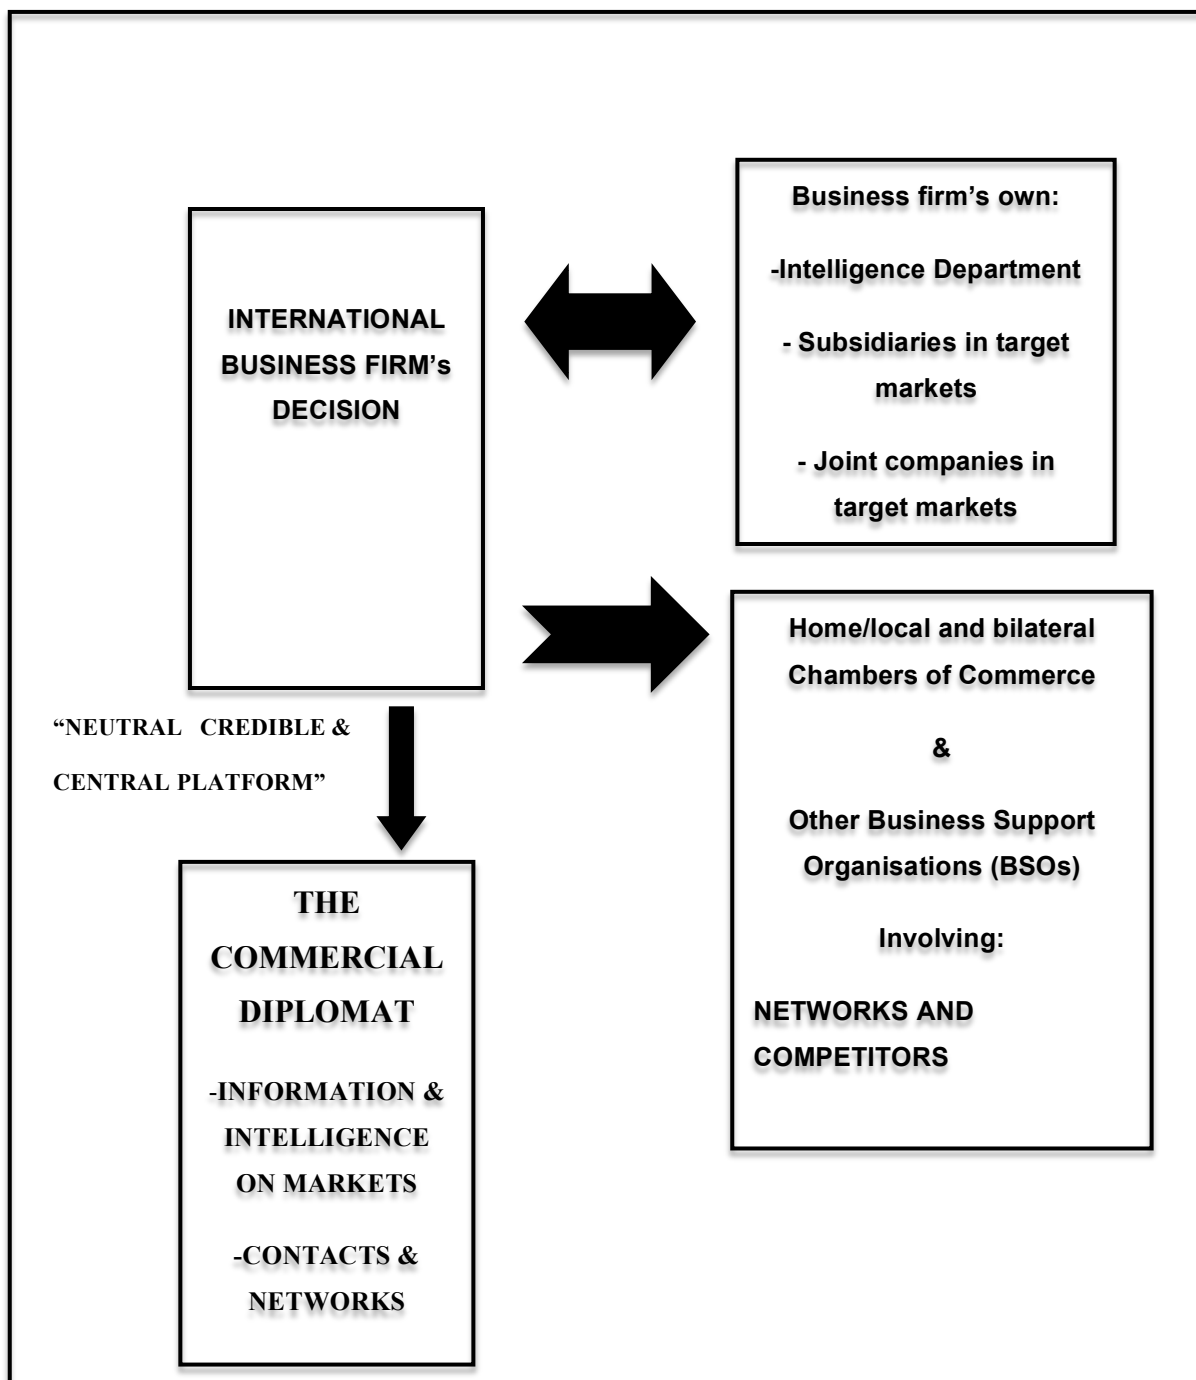 INTERNATIONAL
BUSINESS FIRM's
DECISION
Business firm’s own:
-Intelligence Department
- Subsidiaries in target
markets
- Joint companies in
target markets
Home/local and bilateral
Chambers of Commerce
&
Other Business Support
Organisations (BSOs)
Involving:
NETWORKS AND
COMPETITORS
“NEUTRAL CREDIBLE &
CENTRAL PLATFORM”
THE
COMMERCIAL
DIPLOMAT
-INFORMATION &
INTELLIGENCE
ON MARKETS
-CONTACTS &
NETWORKS